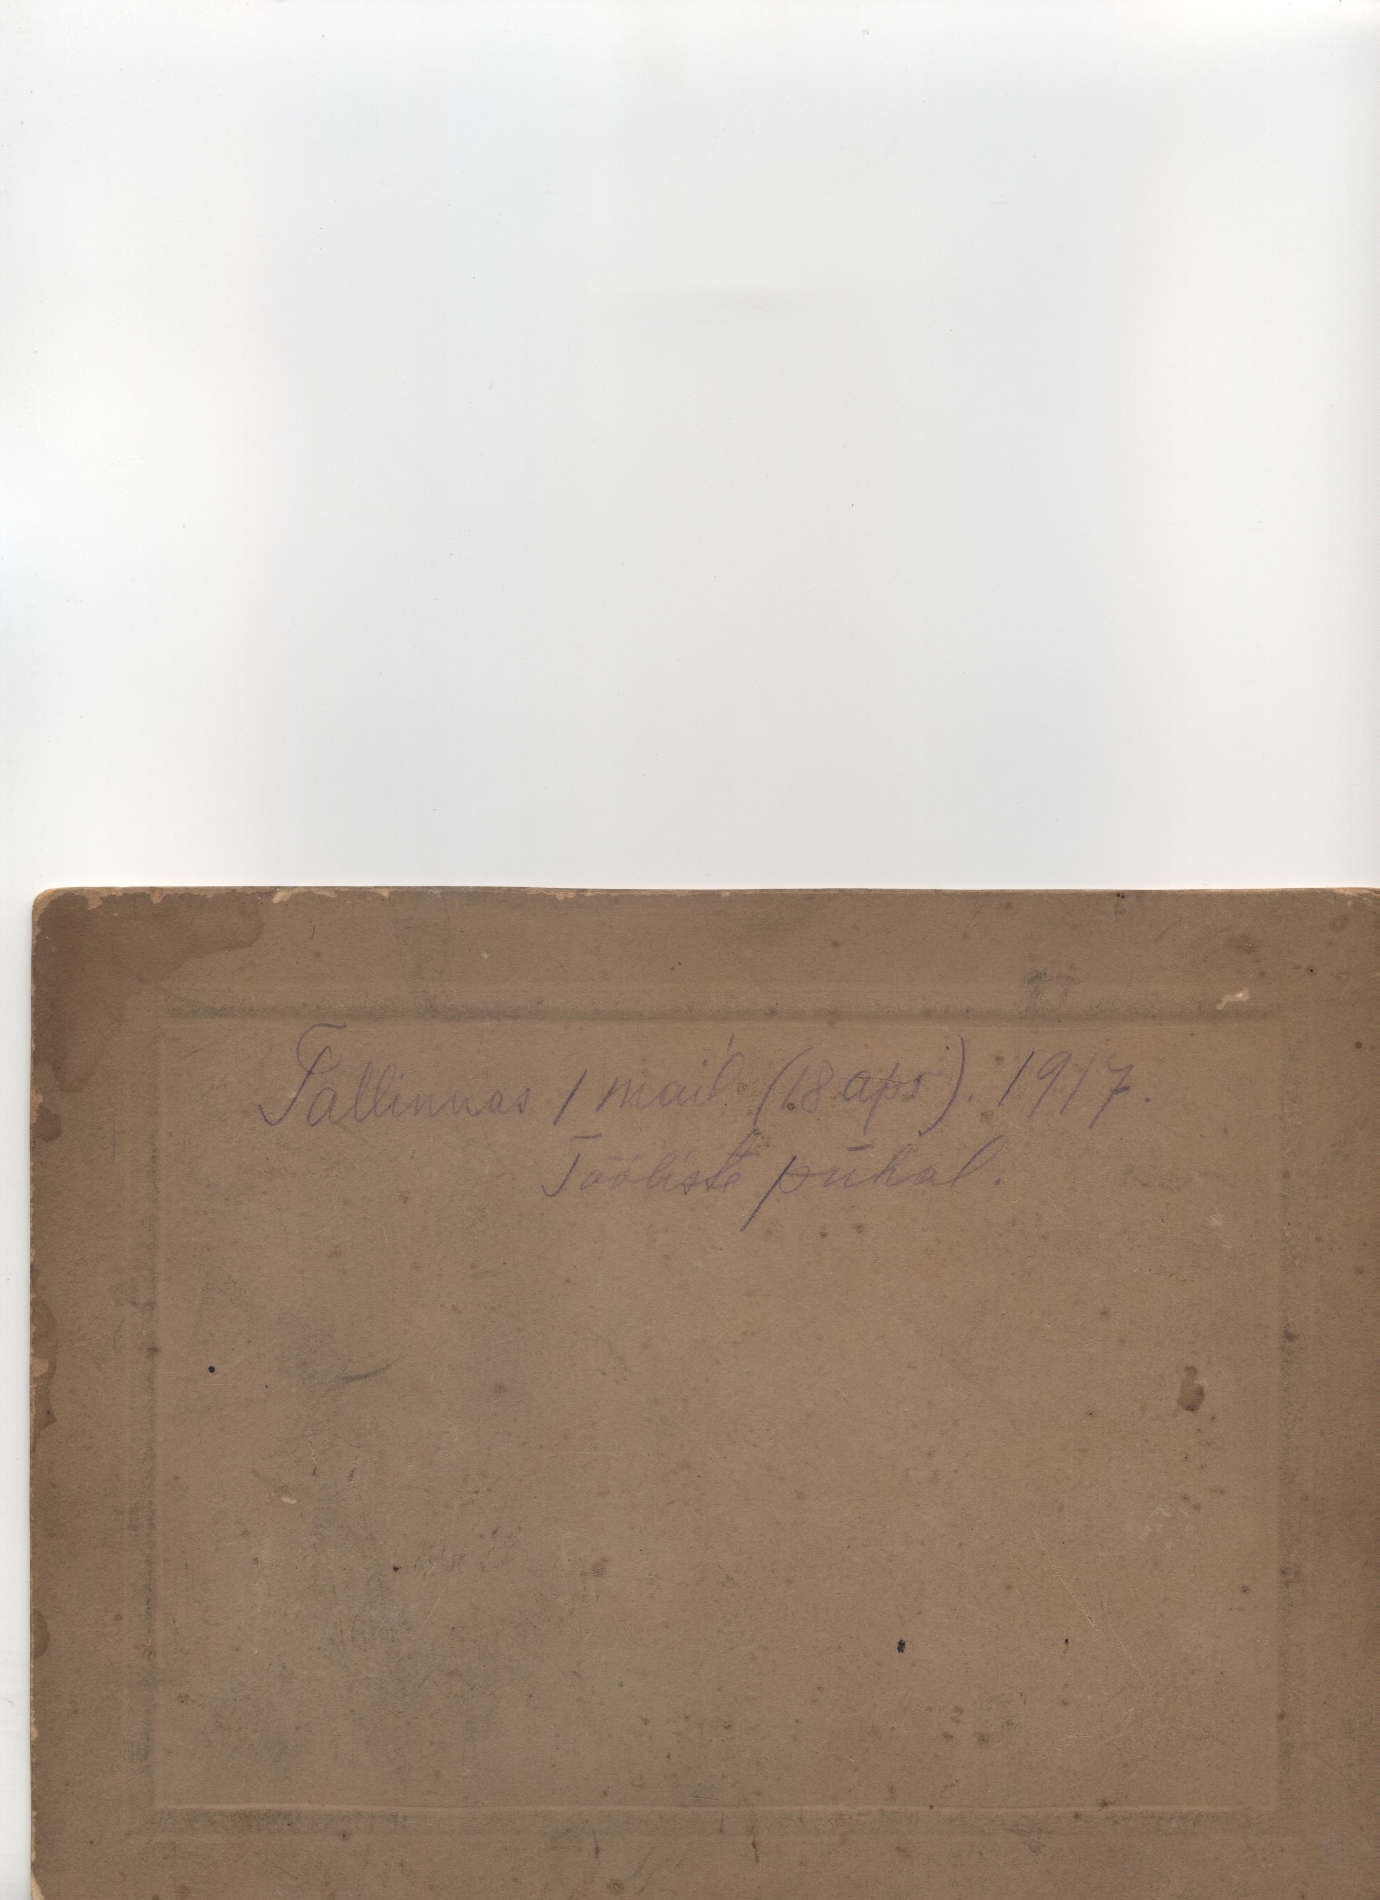 Tallinnas 1 mail (18 apr). 1917.
Tööliste pühal.